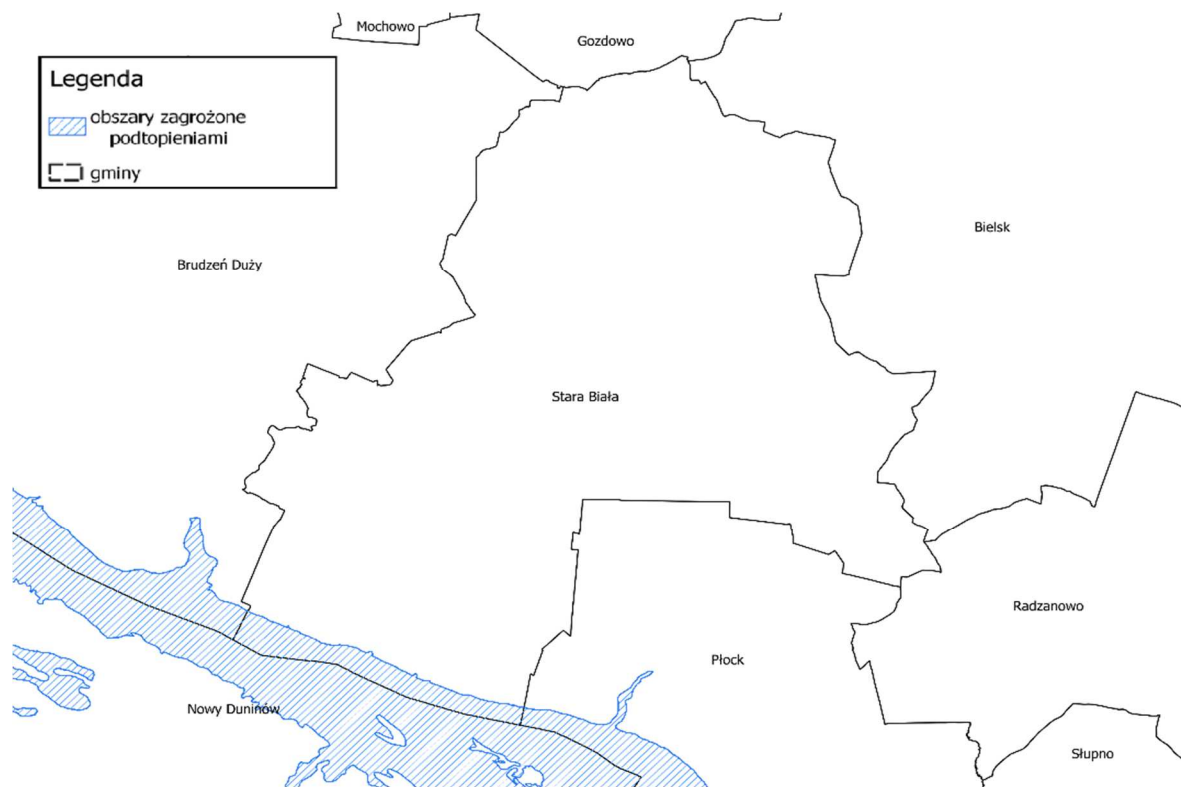 Mochowo
Gozdowo
Legenda
obszary zagrożone
podtopieniami
gminy
Bielsk
Brudzeń Duży
Stara Biała
Radzanowo
Płock
Nowy Duninów
Słupno